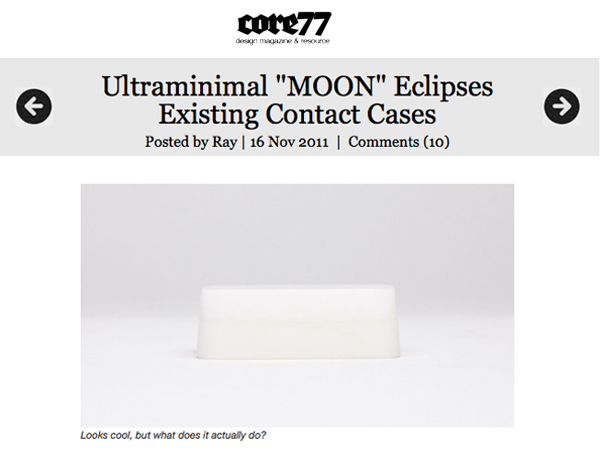 core77
design magazine & resource
Ultraminimal "MOON" Eclipses
Existing Contact Cases
Posted by Ray | 16 Nov 2011 | Comments (10)
Looks cool, but what does it actually do?